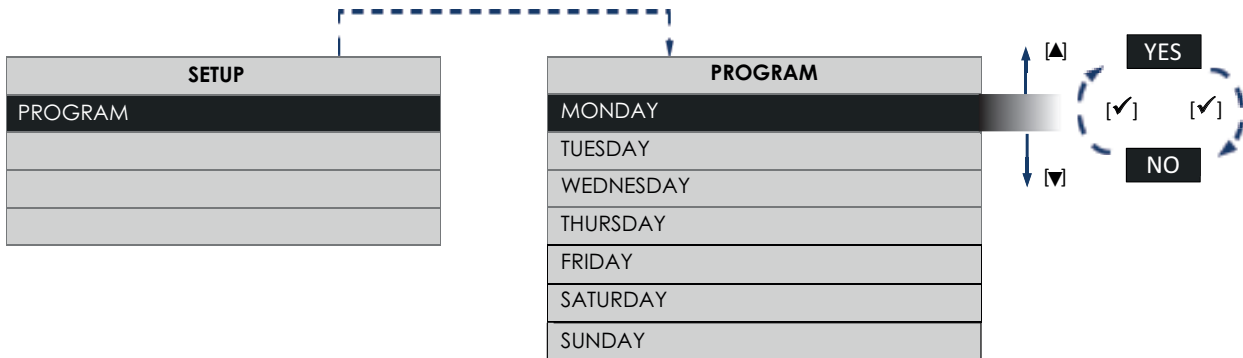 SETUP
PROGRAM
PROGRAM
MONDAY
TUESDAY
WEDNESDAY
THURSDAY
FRIDAY
SATURDAY
SUNDAY
[▲]
[▼]
YES
[✓] [✓]
NO